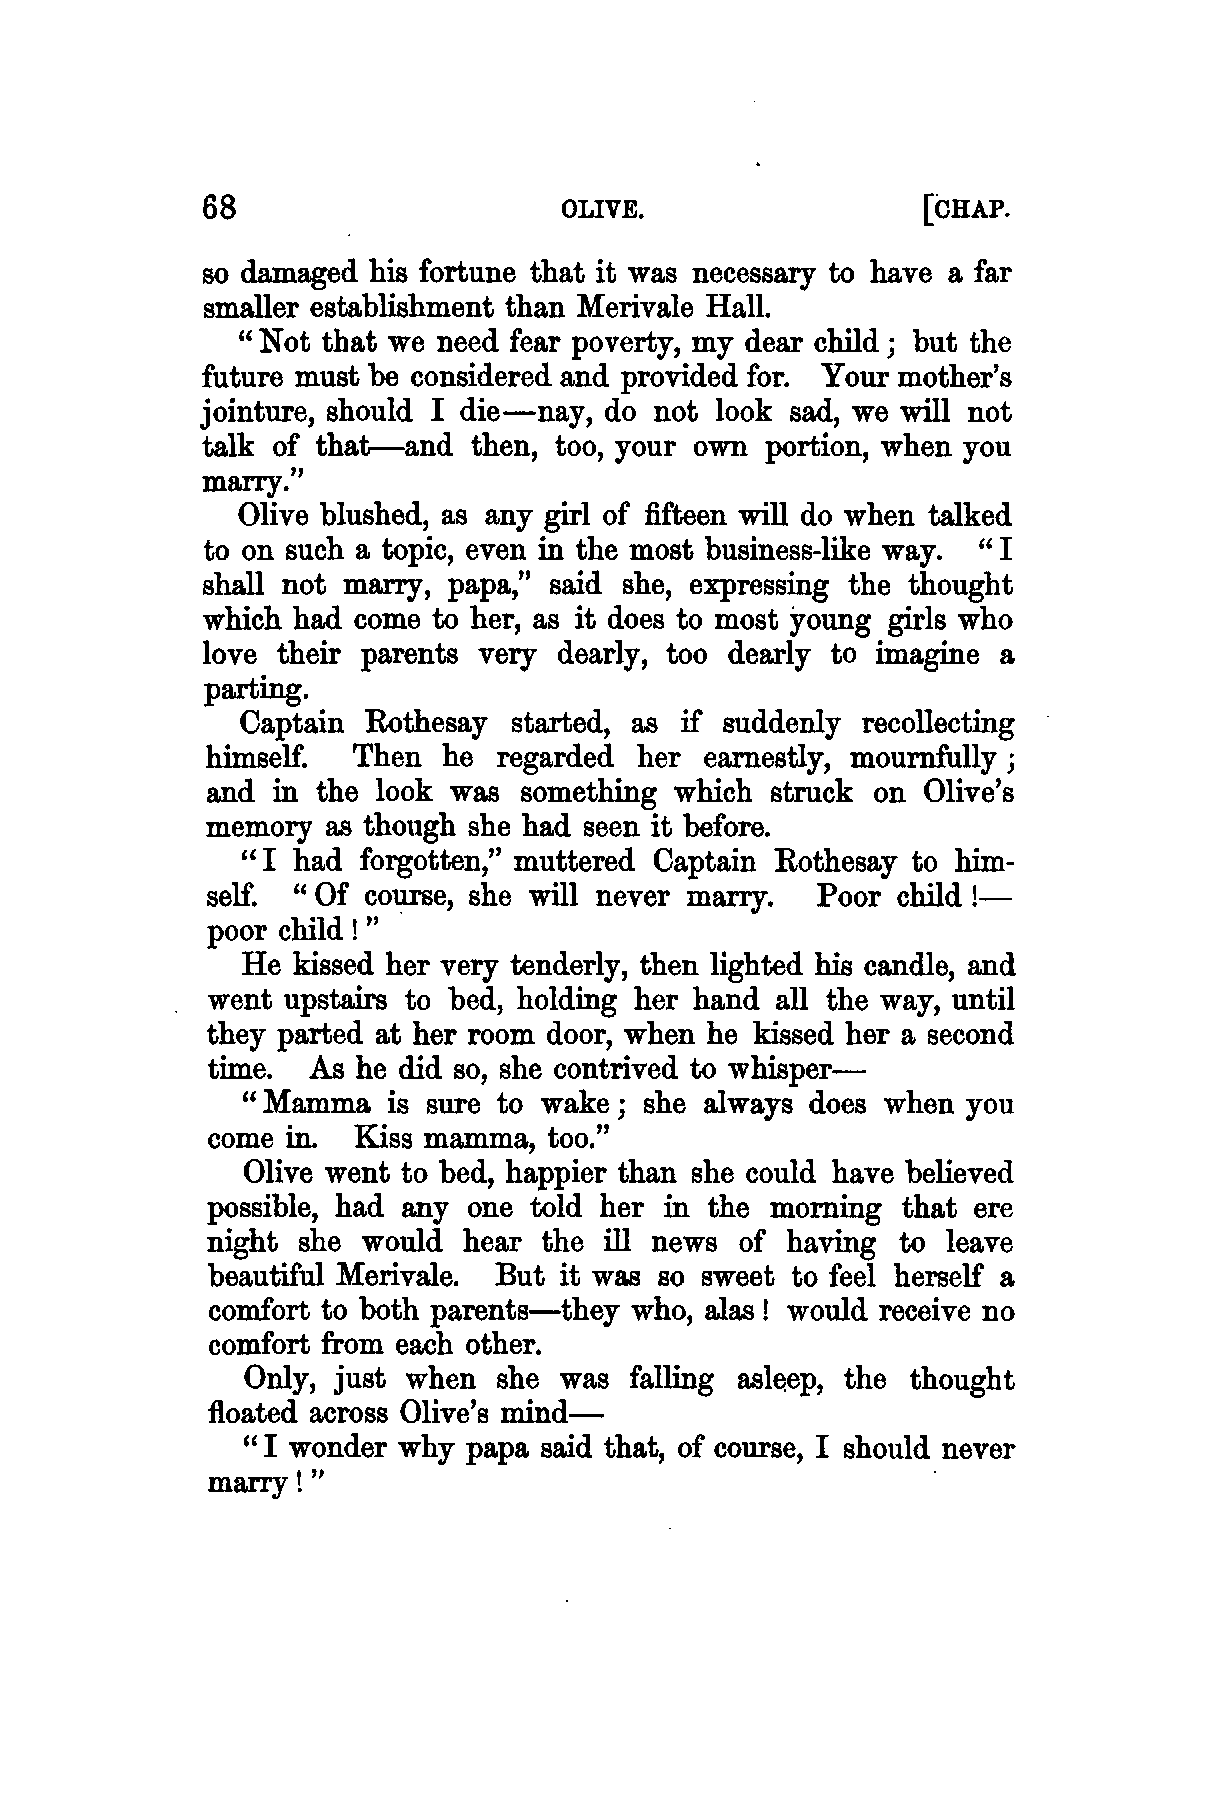 68 OLIVE. [CHAP.
so damaged his fortune that it was necessary to have a far
smaller establishment than Merivale Hall.
"Not that we need fear poverty, my dear child; but the
future must be considered and provided for. Your mother's
jointure, should I die—nay, do not look sad, we will not
talk of that—and then, too, your own portion, when you
marry."
Olive blushed, as any girl of fifteen will do when talked
to on such a topic, even in the most business-like way. "I
shall not marry, papa," said she, expressing the thought
which had come to her, as it does to most young girls who
love their parents very dearly, too dearly to imagine a
parting.
Captain Rothesay started, as if suddenly recollecting
himself. Then he regarded her earnestly, mournfully;
and in the look was something which struck on Olive's
memory as though she had seen it before.
"I had forgotten," muttered Captain Rothesay to him-
self. "Of course, she will never marry. Poor child!—
poor child!"
He kissed her very tenderly, then lighted his candle, and
went upstairs to bed, holding her hand all the way, until
they parted at her room door, when he kissed her a second
time. As he did so, she contrived to whisper—
"Mamma is sure to wake; she always does when you
come in. Kiss mamma, too."
Olive went to bed, happier than she could have believed
possible, had any one told her in the morning that ere
night she would hear the ill news of having to leave
beautiful Merivale. But it was so sweet to feel herself a
comfort to both parents—they who, alas! would receive no
comfort from each other.
Only, just when she was falling asleep, the thought
floated across Olive's mind—
"I wonder why papa said that, of course, I should never
marry!"